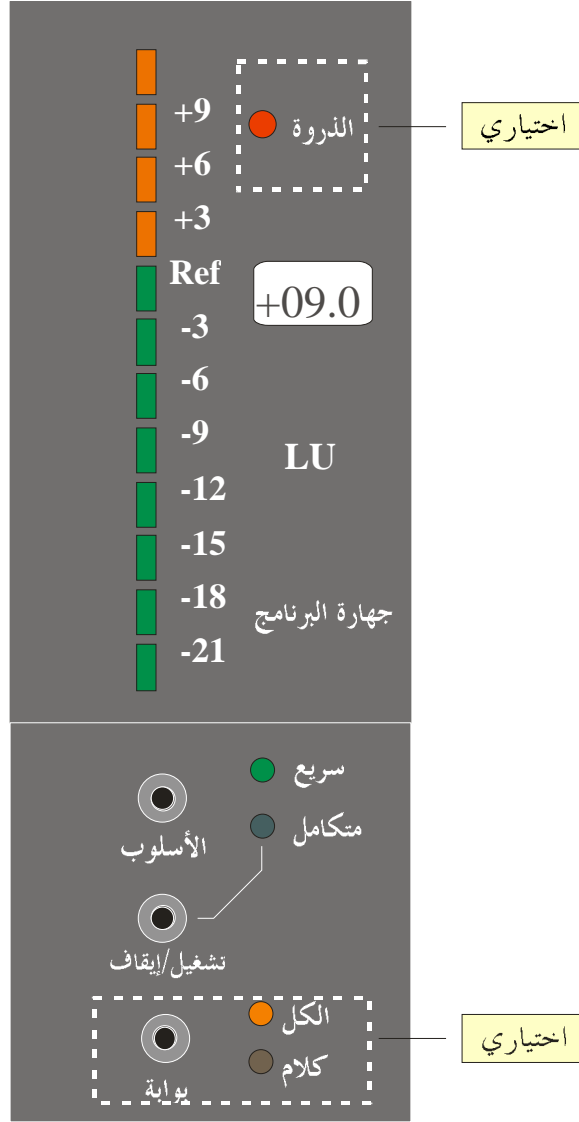 +9
الذروة
اختياري
+6
+3
Ref
+09.0
-3
-6
-9
LU
-12
-15
-18
جهارة البرنامج
-21
سريع
متكامل
الأسلوب
تشغيل/إيقاف
الكل
اختياري
كلام
بوابة